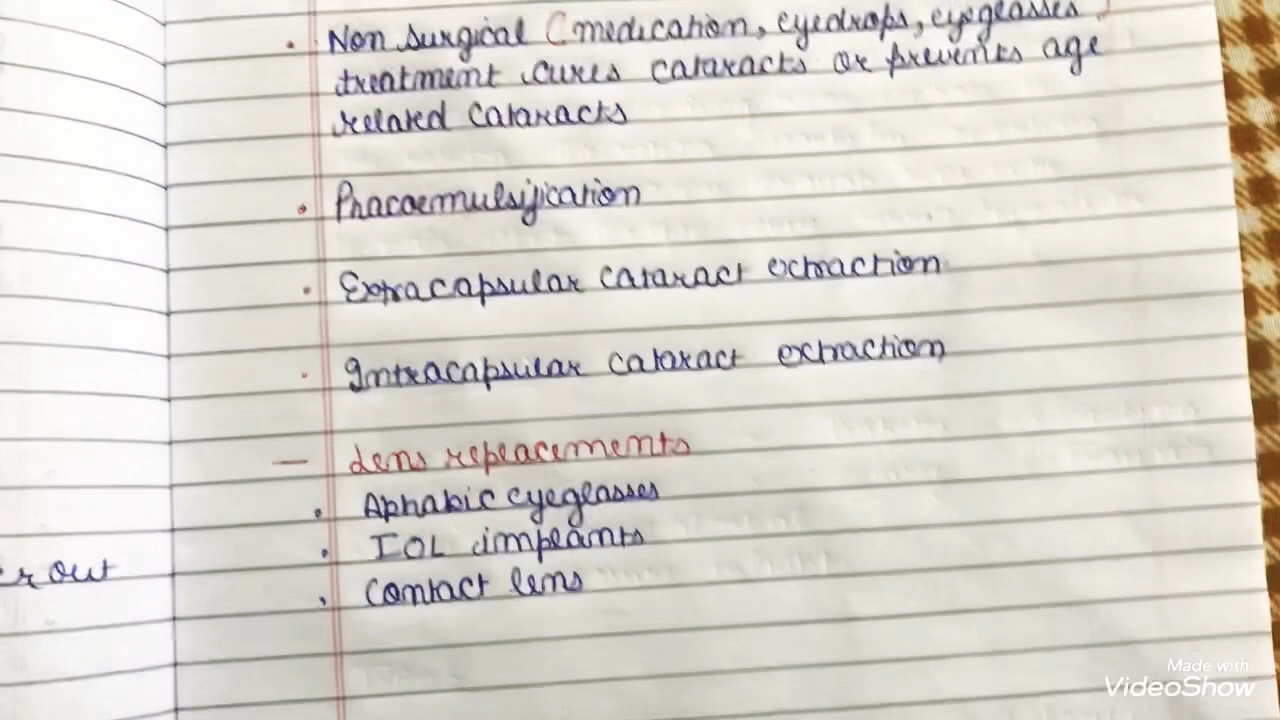 • Non surgical (medication, eyedrops, eyeglasses)
treatment cures cataracts or prevents age
related cataracts
• Phacoemulsification
• Extracapsular cataract extraction
• Intracapsular cataract extraction
— Lens replacements
• Aphakic eyeglasses
• IOL implants
• Contact lens
r out
Made with
VideoShow